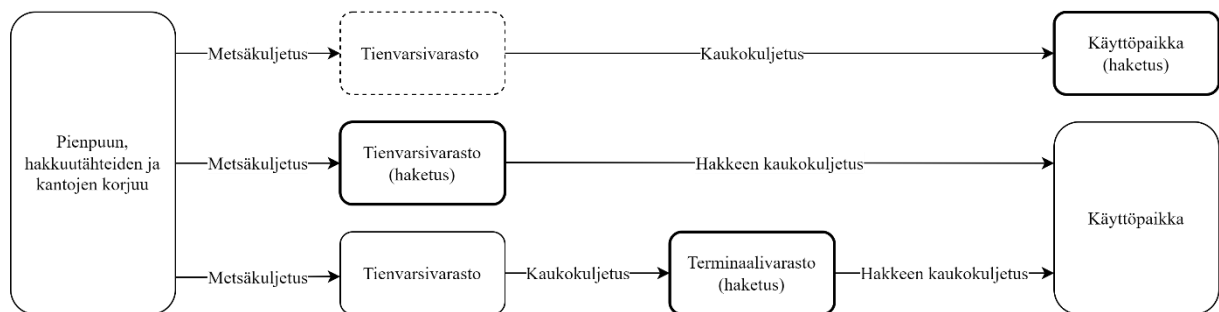 Metsäkuljetus
Tienvarsivarasto
Kaukokuljetus
Käyttöpaikka
(haketus)
Pienpuun,
hakkuutähteiden ja
kantojen korjuu
Metsäkuljetus
Tienvarsivarasto
(haketus)
Hakkeen kaukokuljetus
Käyttöpaikka
Metsäkuljetus
Tienvarsivarasto
Kaukokuljetus
Terminaalivarasto
(haketus)
Hakkeen kaukokuljetus